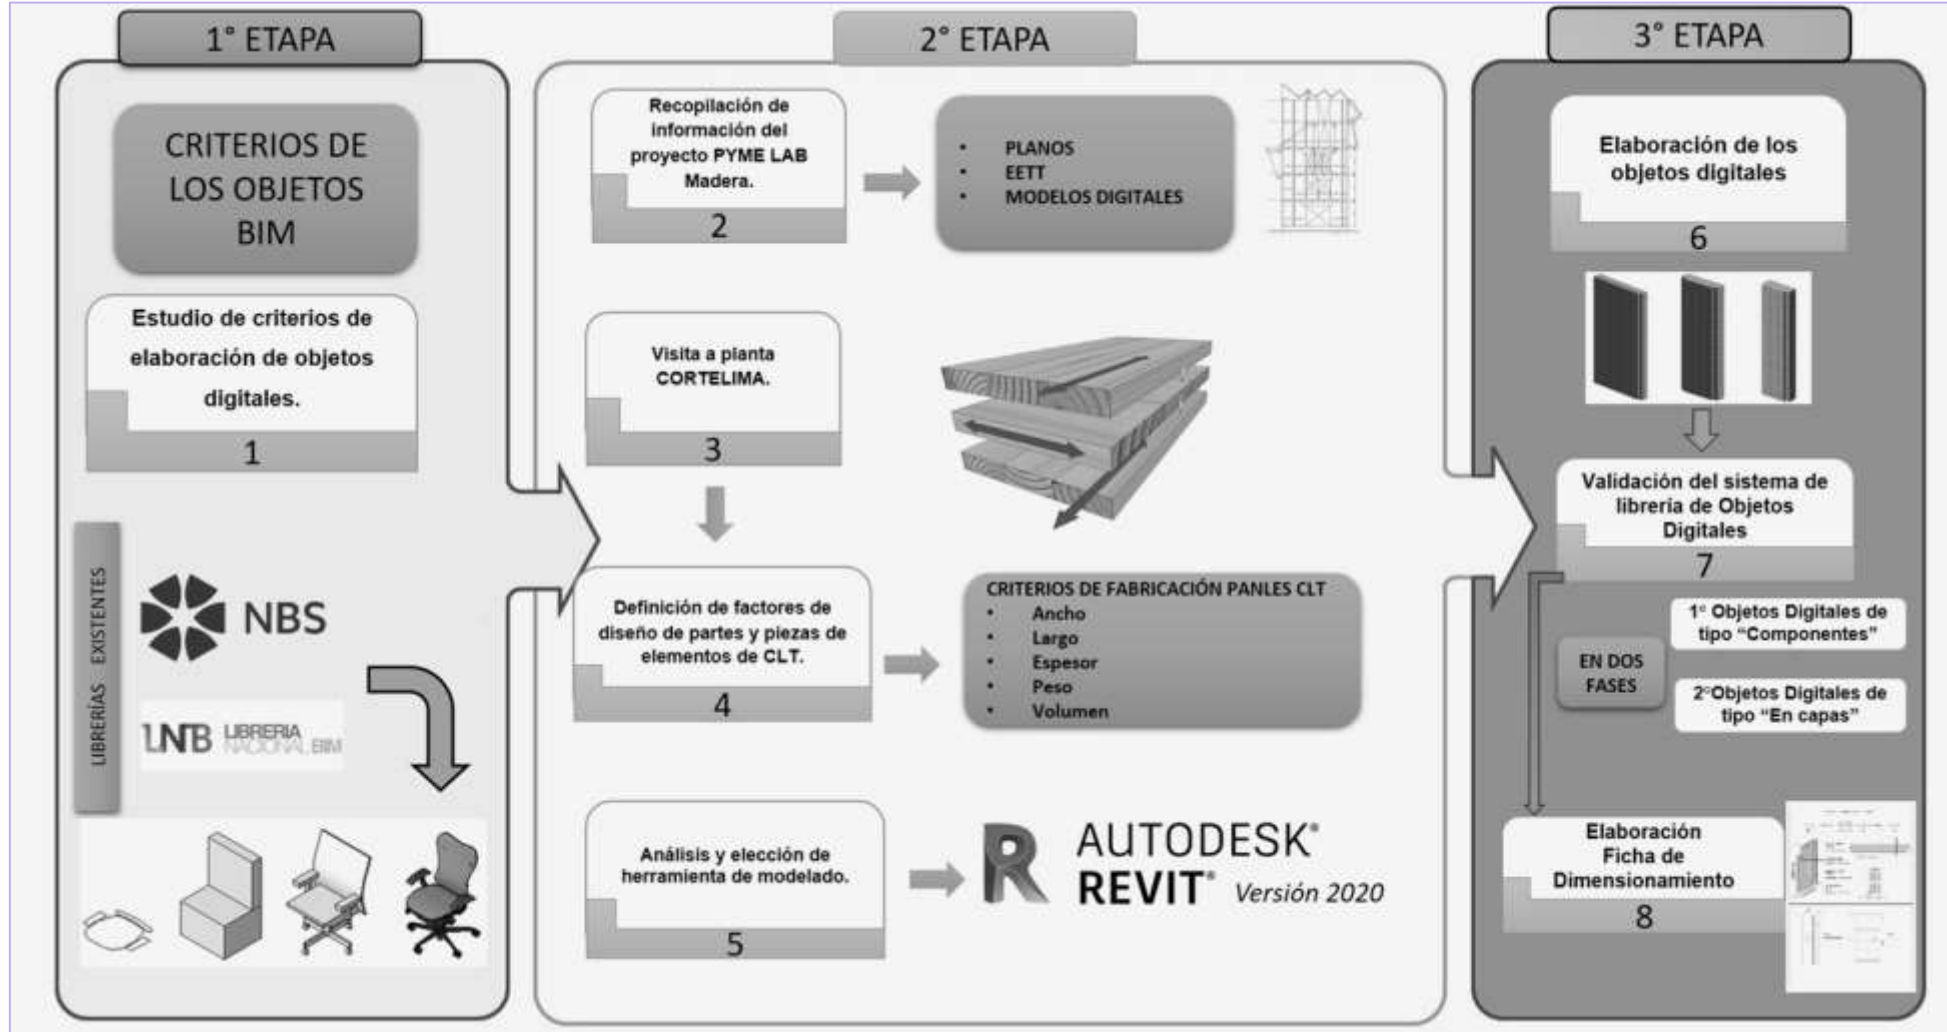 1° ETAPA
CRITERIOS DE
LOS OBJETOS
BIM
Estudio de criterios de
elaboración de objetos
digitales.
1
LIBRERÍAS EXISTENTES
NBS
LNB LIBRERIA
NACIONAL BIM
2° ETAPA
Recopilación de
información del
proyecto PYME LAB
Madera.
2
• PLANOS
• EETT
• MODELOS DIGITALES
Visita a planta
CORTELIMA.
3
Definición de factores de
diseño de partes y piezas de
elementos de CLT.
4
CRITERIOS DE FABRICACIÓN PANLES CLT
• Ancho
• Largo
• Espesor
• Peso
• Volumen
Análisis y elección de
herramienta de modelado.
5
R AUTODESK®
REVIT® Versión 2020
3° ETAPA
Elaboración de los
objetos digitales
6
Validación del sistema de
librería de Objetos
Digitales
7
EN DOS
FASES
1° Objetos Digitales de
tipo “Componentes”
2°Objetos Digitales de
tipo “En capas”
Elaboración
Ficha de
Dimensionamiento
8